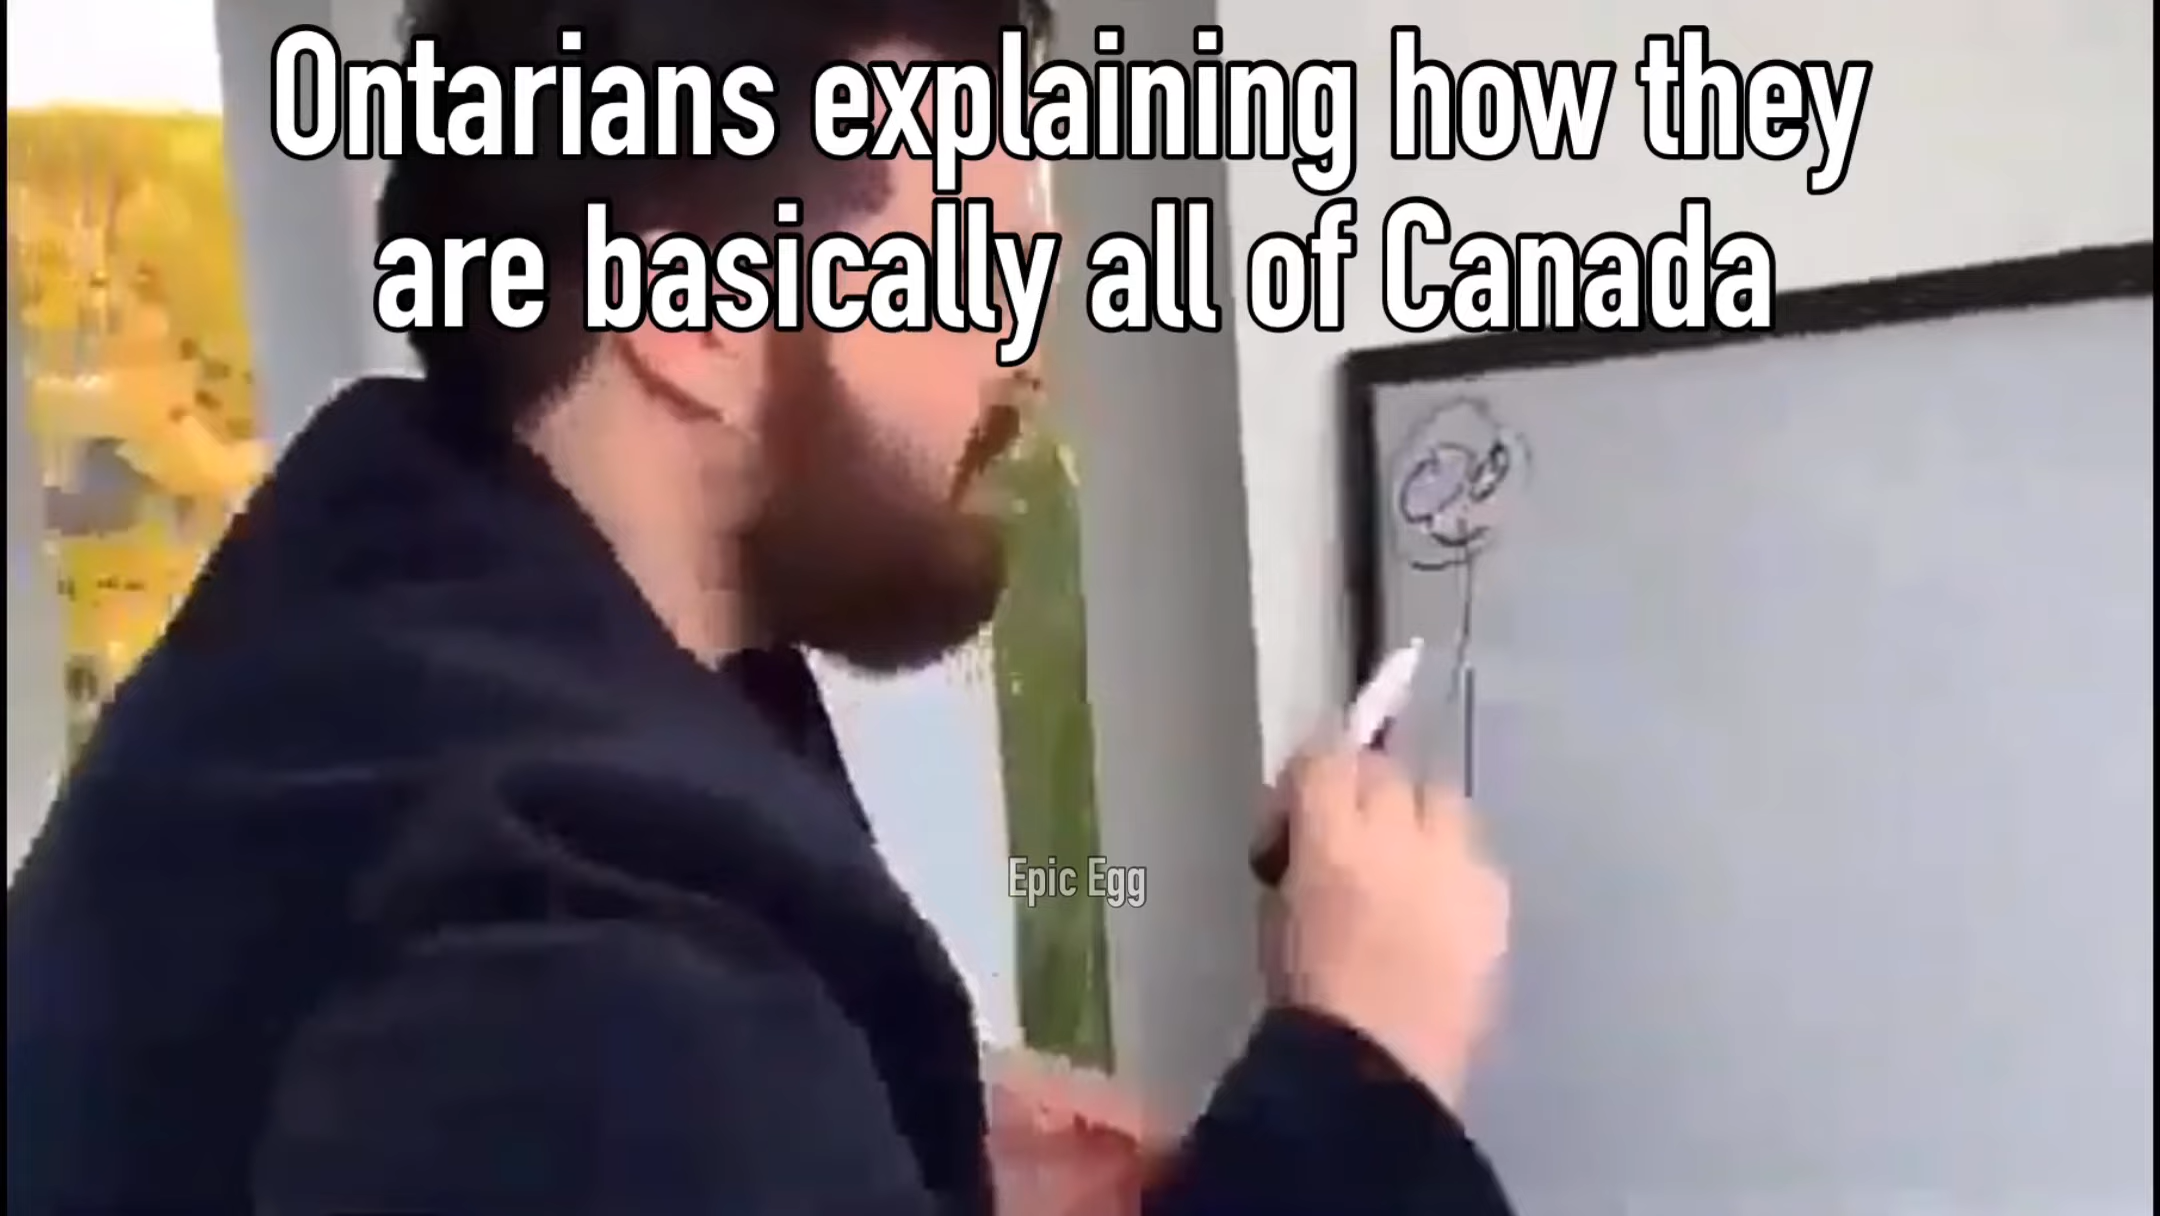 Ontarians explaining how they
are basically all of Canada
Epic Egg